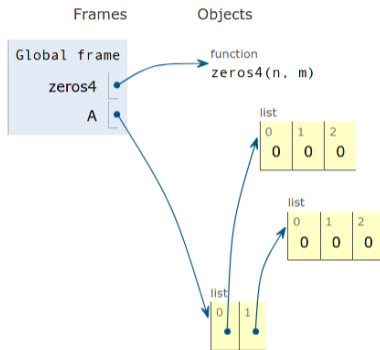 Frames Objects
Global frame
zeros4
A
function
zeros4(n, m)
list
0 1 2
0 0 0
list
0 1 2
0 0 0
list
0 1